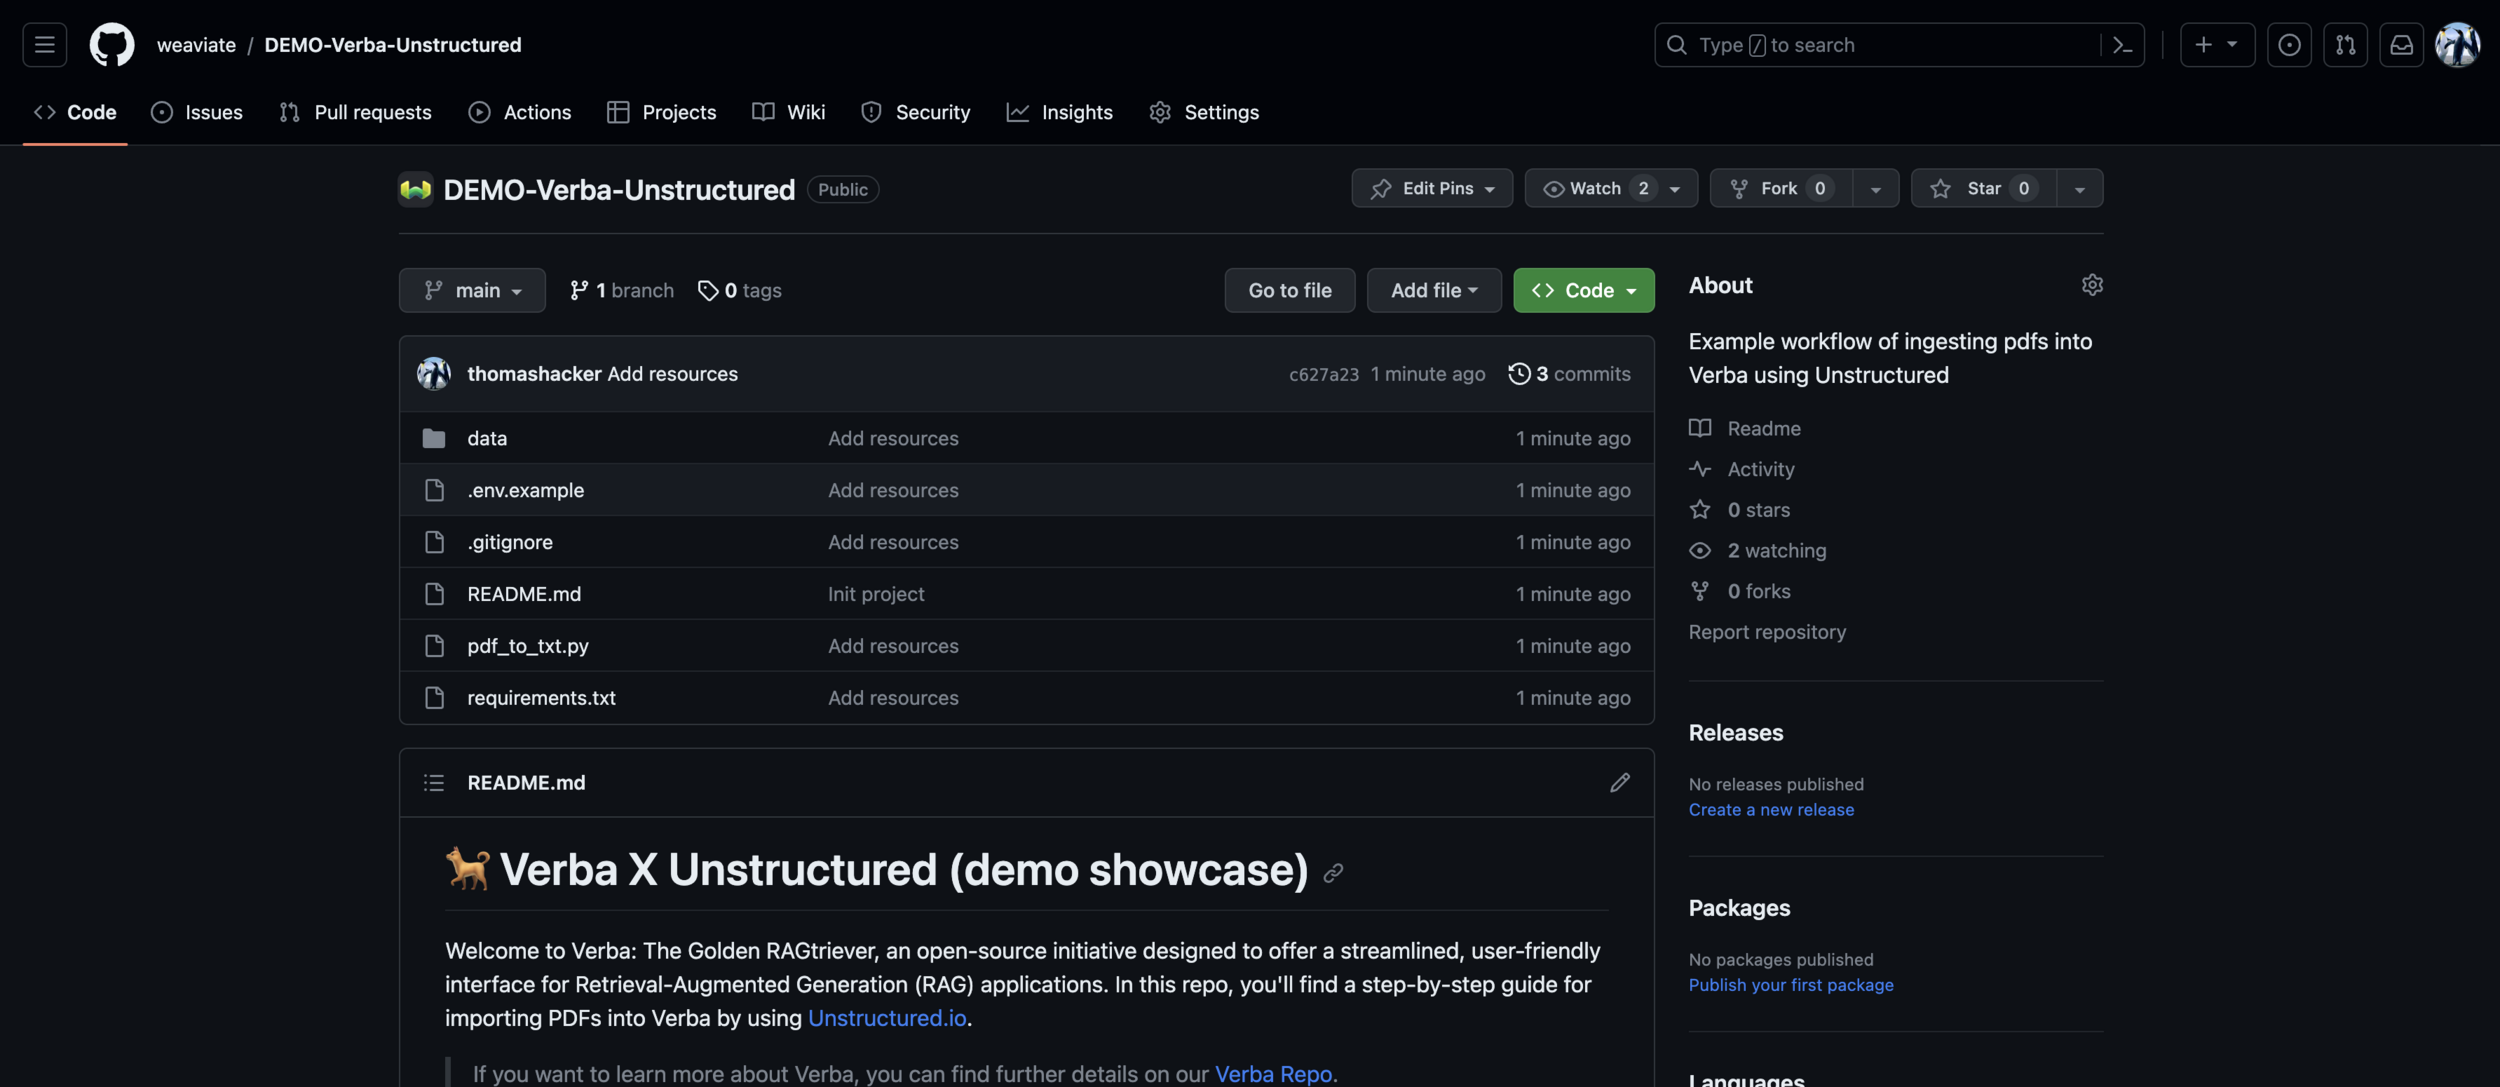 weaviate / DEMO-Verba-Unstructured
Type / to search
Code Issues Pull requests Actions Projects Wiki Security Insights Settings
DEMO-Verba-Unstructured Public
Edit Pins Watch 2 Fork 0 Star 0
main 1 branch 0 tags Go to file Add file Code
thomashacker Add resources c627a23 1 minute ago 3 commits
data Add resources 1 minute ago
.env.example Add resources 1 minute ago
.gitignore Add resources 1 minute ago
README.md Init project 1 minute ago
pdf_to_txt.py Add resources 1 minute ago
requirements.txt Add resources 1 minute ago
README.md
Verba X Unstructured (demo showcase)
Welcome to Verba: The Golden RAGtriever, an open-source initiative designed to offer a streamlined, user-friendly
interface for Retrieval-Augmented Generation (RAG) applications. In this repo, you'll find a step-by-step guide for
importing PDFs into Verba by using Unstructured.io.
If you want to learn more about Verba, you can find further details on our Verba Repo.
About
Example workflow of ingesting pdfs into
Verba using Unstructured
Readme
Activity
0 stars
2 watching
0 forks
Report repository
Releases
No releases published
Create a new release
Packages
No packages published
Publish your first package
Languages